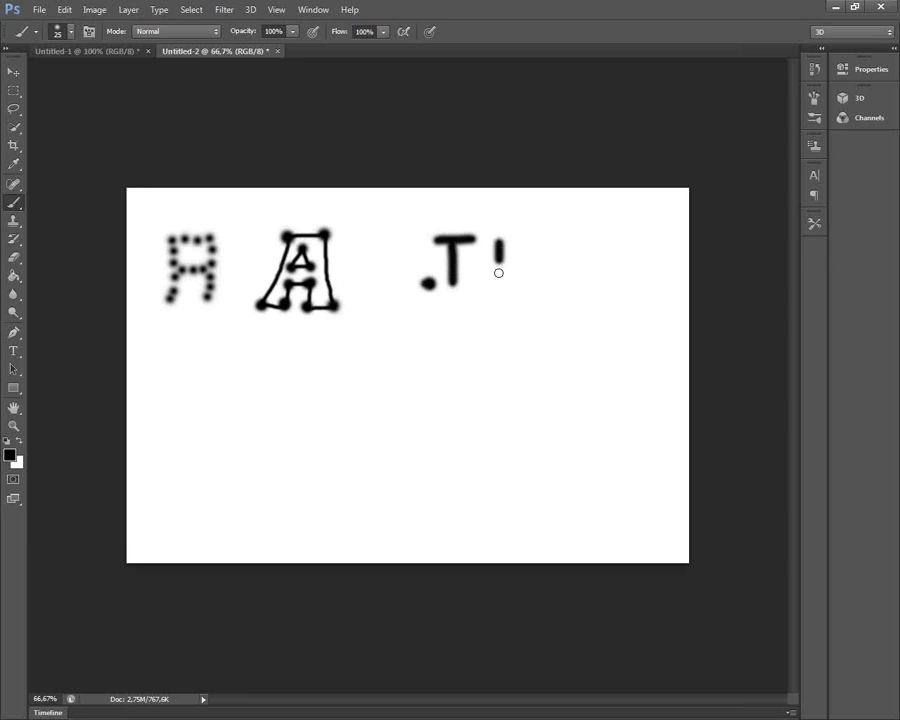 Ps File Edit Image Layer Type Select Filter 3D View Window Help
25 Mode: Normal Opacity: 100% Flow: 100% 3D
Untitled-1 @ 100% (RGB/8) * × Untitled-2 @ 66,7% (RGB/8) * ×
Properties
3D
Channels
A A .T'
66,67% Doc: 2,75M/767,6K
Timeline